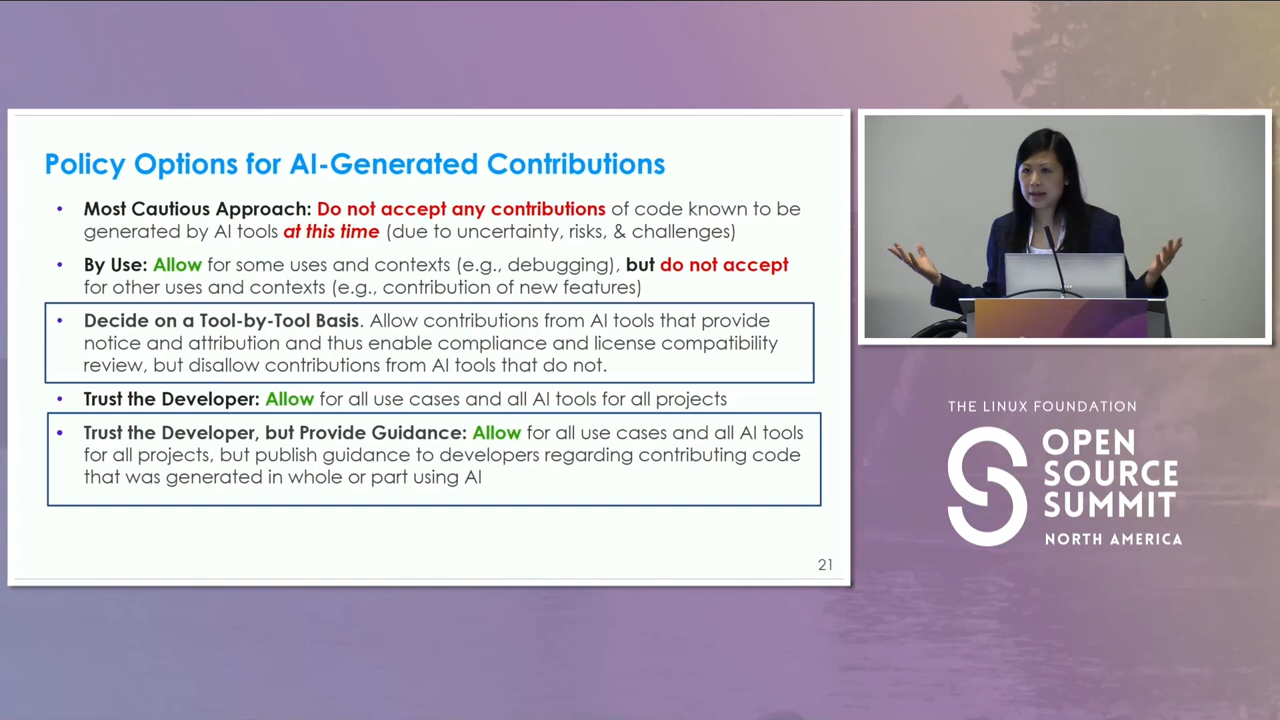 Policy Options for AI-Generated Contributions
• Most Cautious Approach: Do not accept any contributions of code known to be
generated by AI tools at this time (due to uncertainty, risks, & challenges)
• By Use: Allow for some uses and contexts (e.g., debugging), but do not accept
for other uses and contexts (e.g., contribution of new features)
• Decide on a Tool-by-Tool Basis. Allow contributions from AI tools that provide
notice and attribution and thus enable compliance and license compatibility
review, but disallow contributions from AI tools that do not.
• Trust the Developer: Allow for all use cases and all AI tools for all projects
• Trust the Developer, but Provide Guidance: Allow for all use cases and all AI tools
for all projects, but publish guidance to developers regarding contributing code
that was generated in whole or part using AI
21
THE LINUX FOUNDATION
OPEN
SOURCE
SUMMIT
NORTH AMERICA